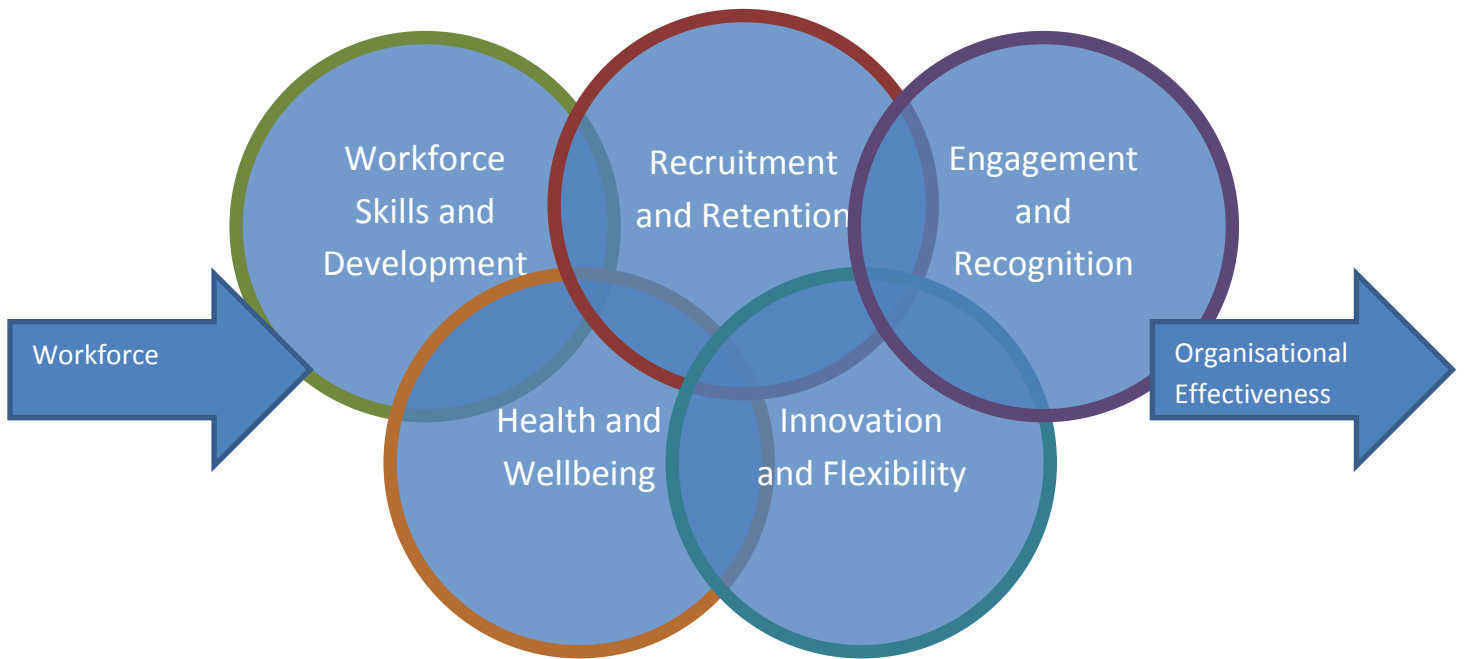 Workforce
Workforce
Skills and
Development
Recruitment
and Retention
Engagement
and
Recognition
Health and
Wellbeing
Innovation
and Flexibility
Organisational
Effectiveness